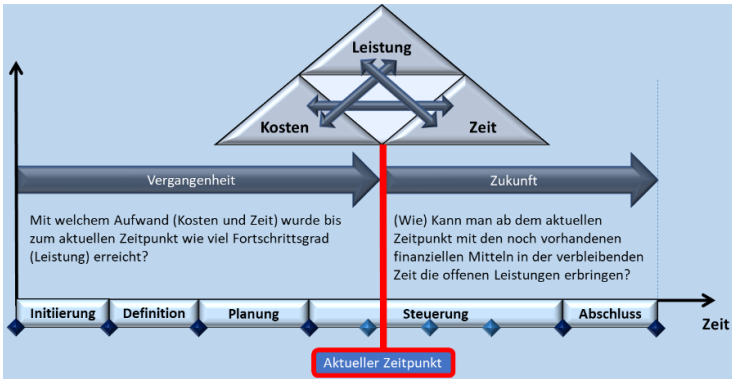 Leistung
Kosten
Zeit
Vergangenheit
Zukunft
Mit welchem Aufwand (Kosten und Zeit) wurde bis
zum aktuellen Zeitpunkt wie viel Fortschrittsgrad
(Leistung) erreicht?
(Wie) Kann man ab dem aktuellen
Zeitpunkt mit den noch vorhandenen
finanziellen Mitteln in der verbleibenden
Zeit die offenen Leistungen erbringen?
Initiierung
Definition
Planung
Steuerung
Abschluss
Zeit
Aktueller Zeitpunkt